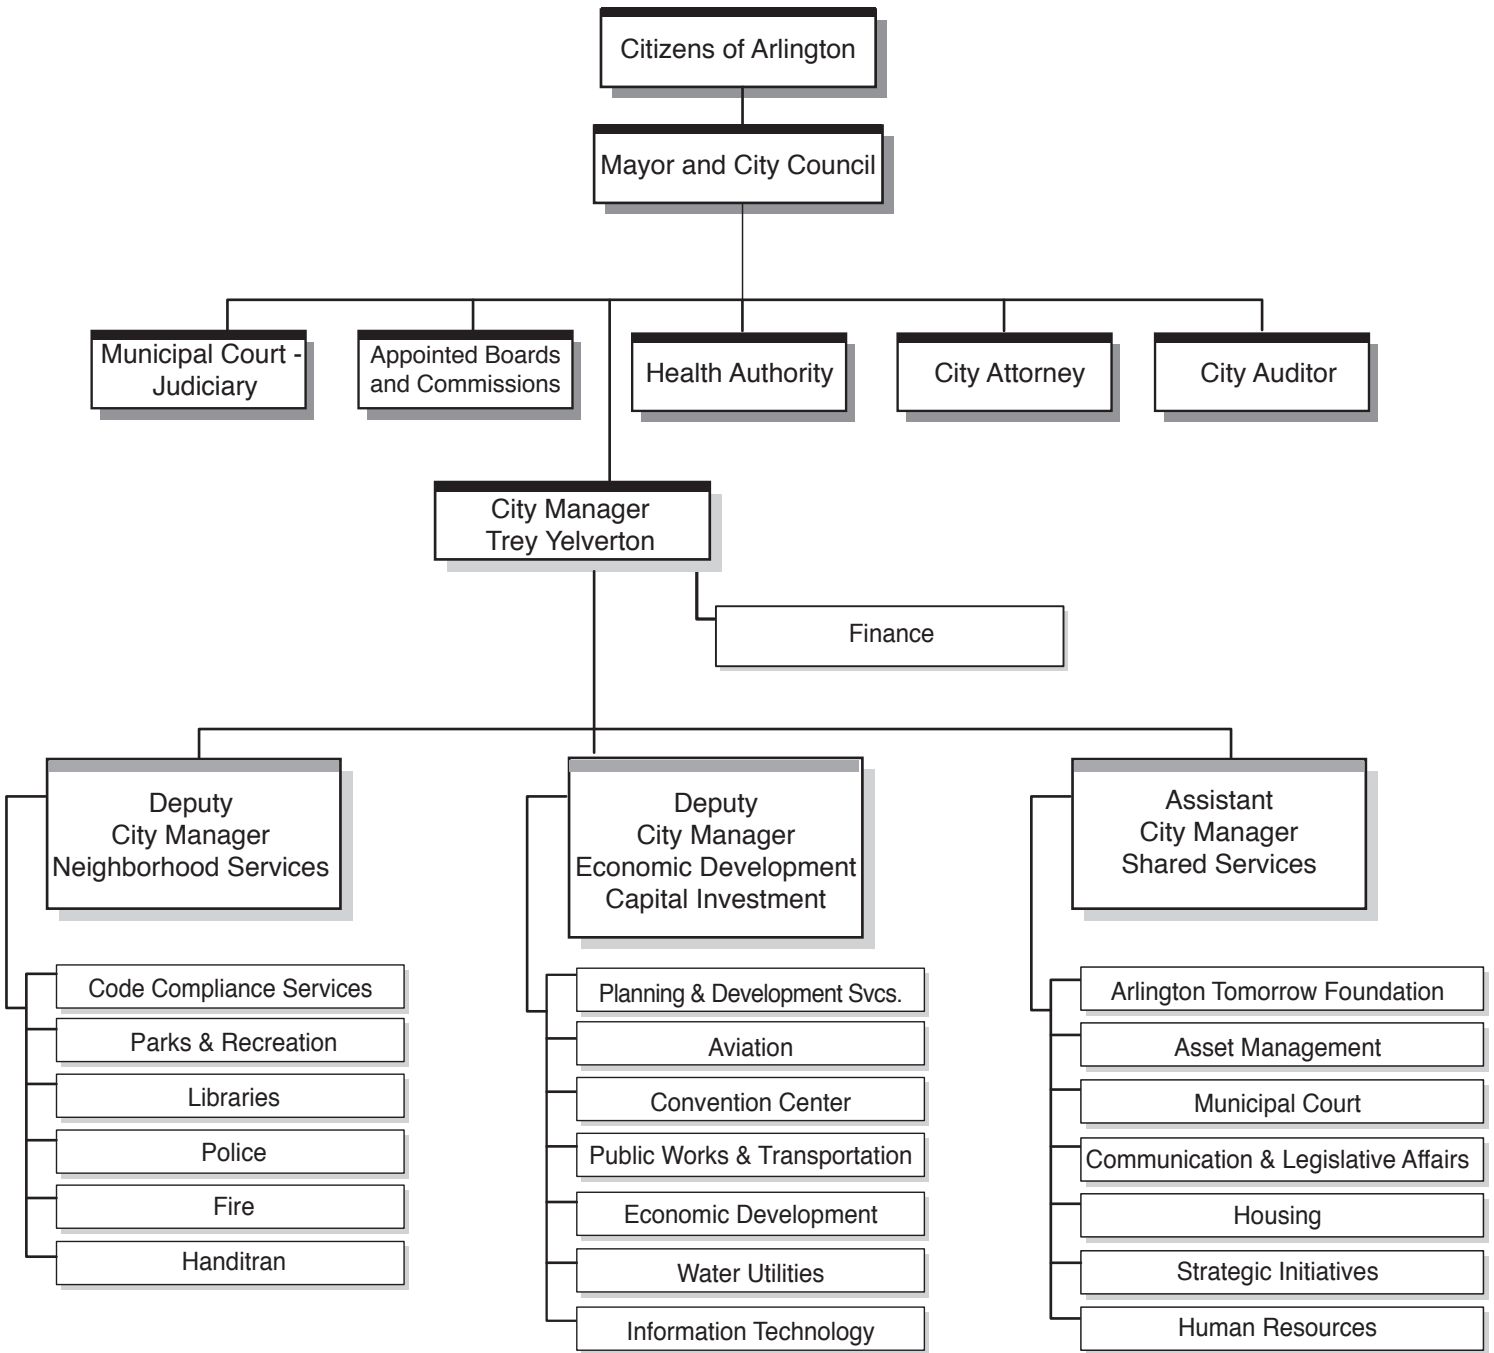 Citizens of Arlington
Mayor and City Council
Municipal Court -
Judiciary
Appointed Boards
and Commissions
Health Authority
City Attorney
City Auditor
City Manager
Trey Yelverton
Finance
Deputy
City Manager
Neighborhood Services
Deputy
City Manager
Economic Development
Capital Investment
Assistant
City Manager
Shared Services
Code Compliance Services
Parks & Recreation
Libraries
Police
Fire
Handitran
Planning & Development Svcs.
Aviation
Convention Center
Public Works & Transportation
Economic Development
Water Utilities
Information Technology
Arlington Tomorrow Foundation
Asset Management
Municipal Court
Communication & Legislative Affairs
Housing
Strategic Initiatives
Human Resources